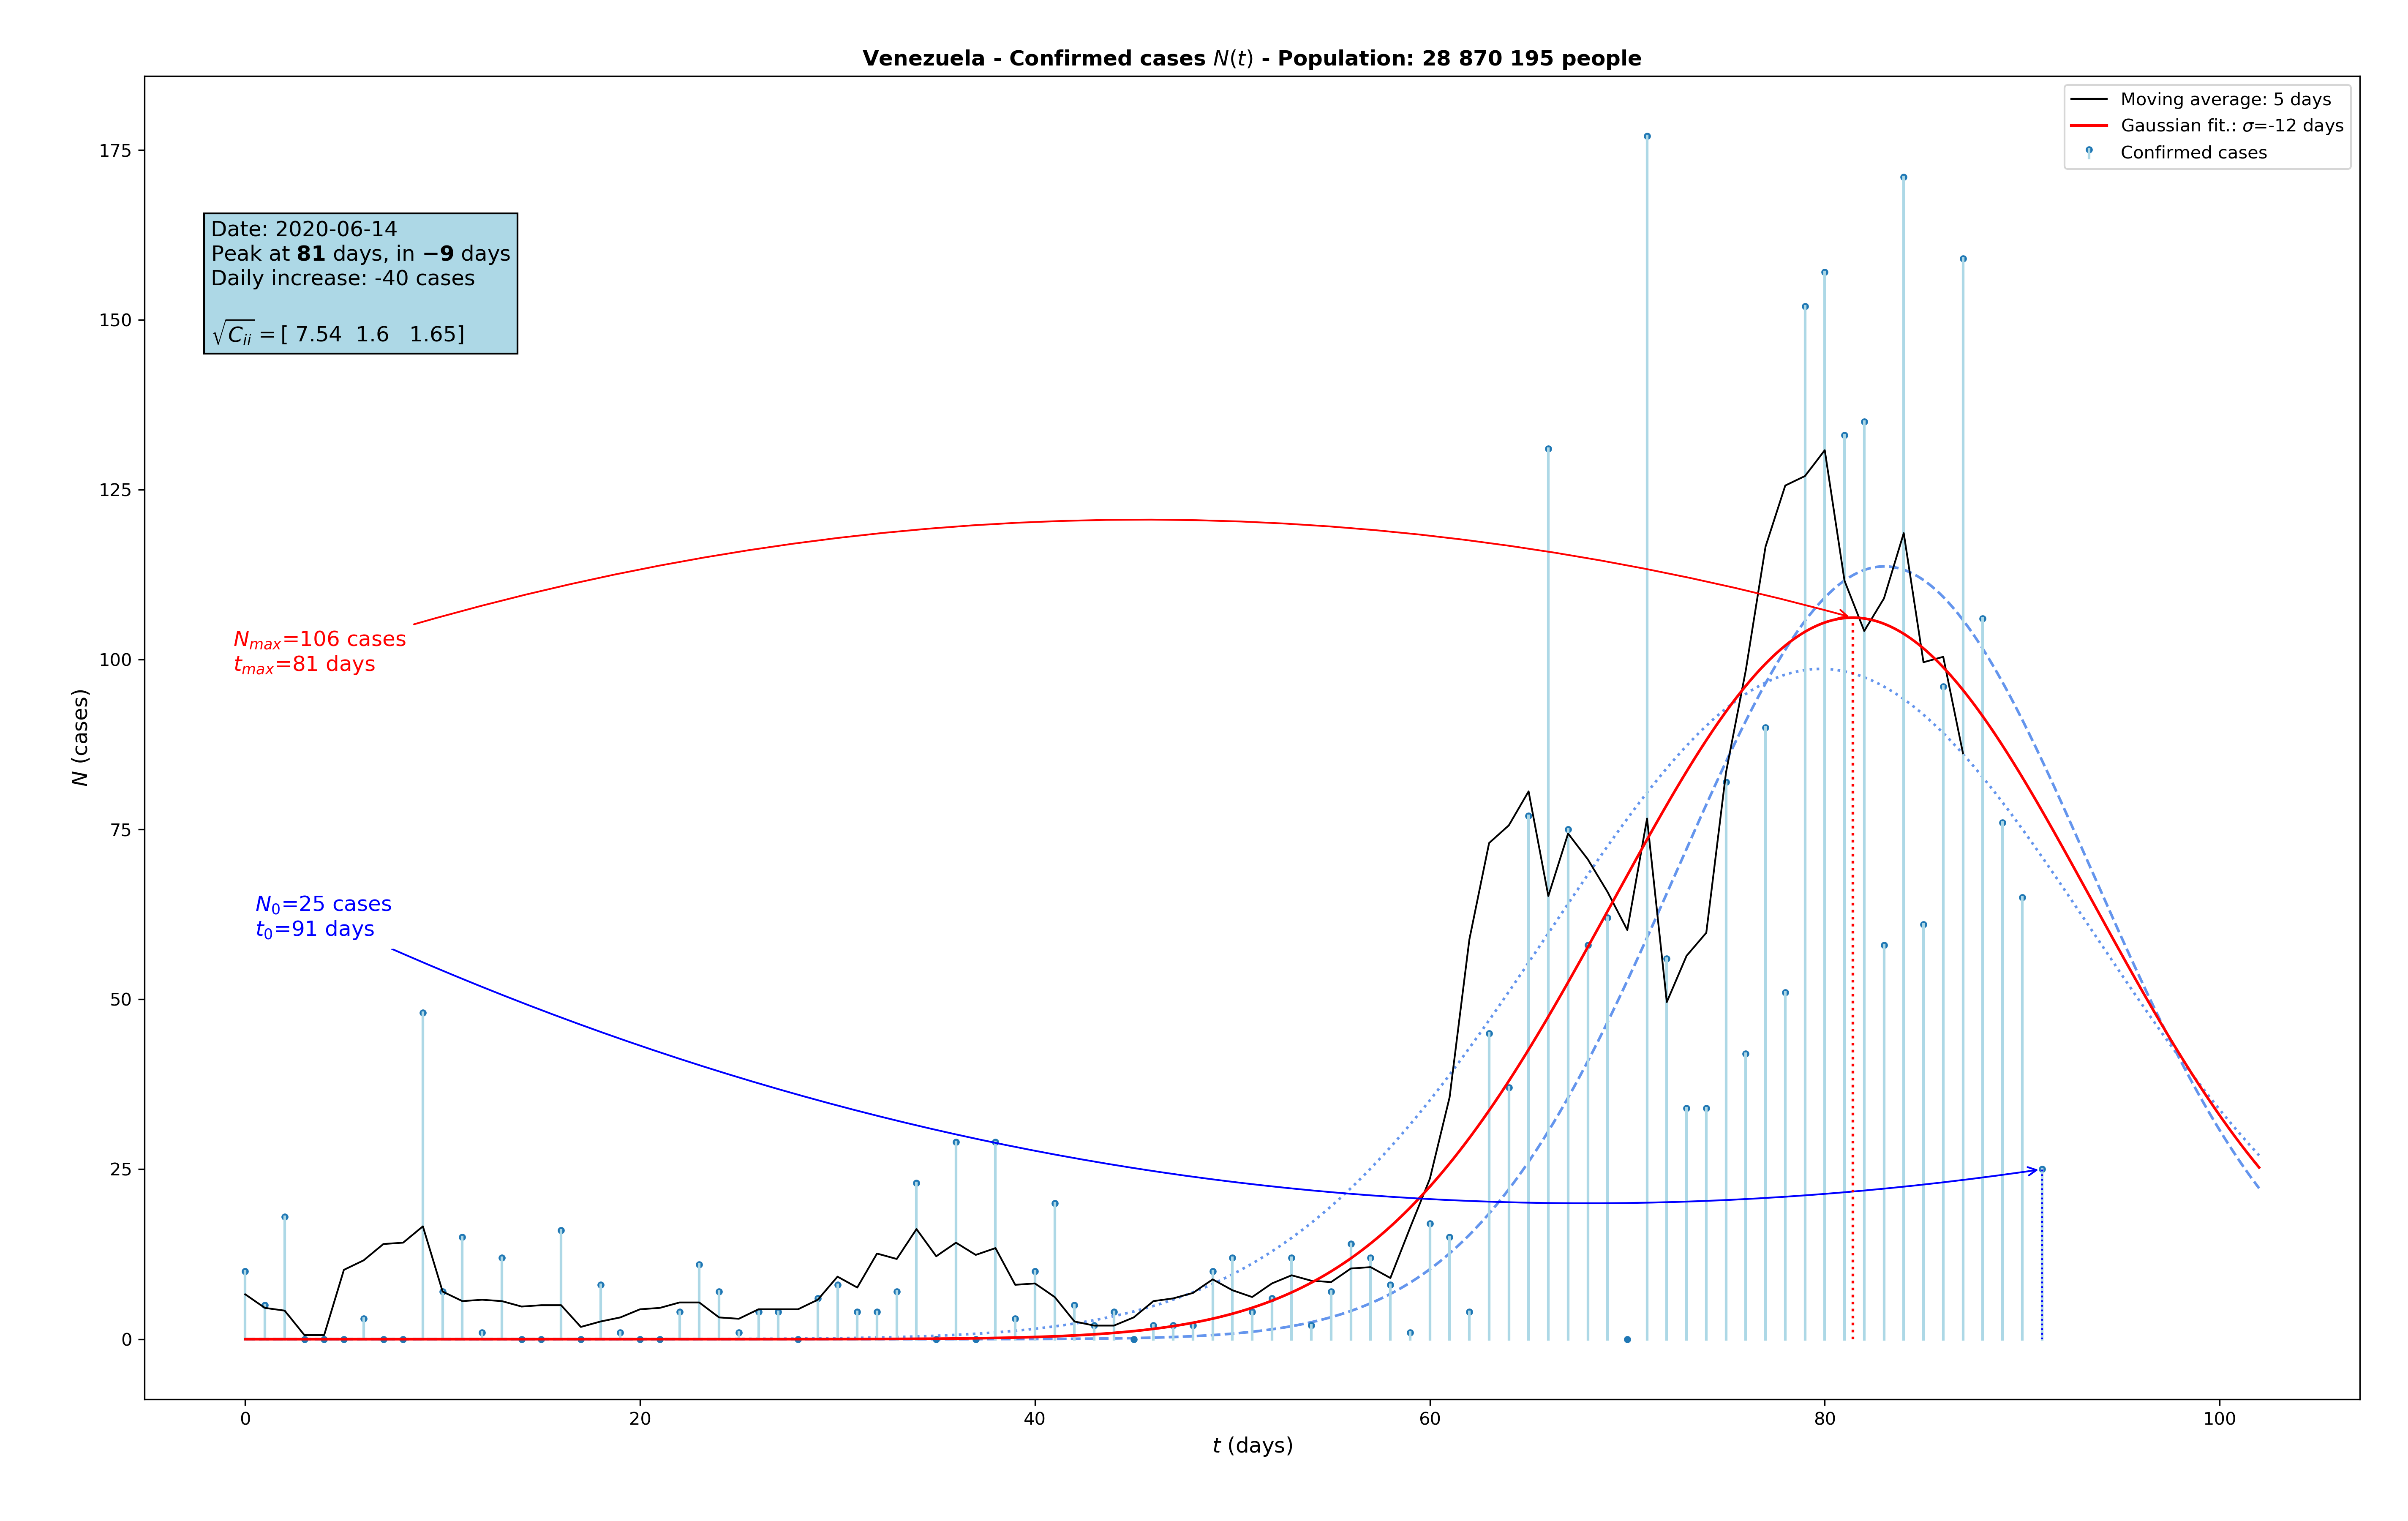 Venezuela - Confirmed cases N(t) - Population: 28 870 195 people
Moving average: 5 days
Gaussian fit.: σ=-12 days
Confirmed cases
Date: 2020-06-14
Peak at 81 days, in −9 days
Daily increase: -40 cases
√C_ii = [ 7.54 1.6 1.65]
N_max=106 cases
t_max=81 days
N_0=25 cases
t_0=91 days
N (cases)
175
150
125
100
75
50
25
0
0 20 40 60 80 100
t (days)